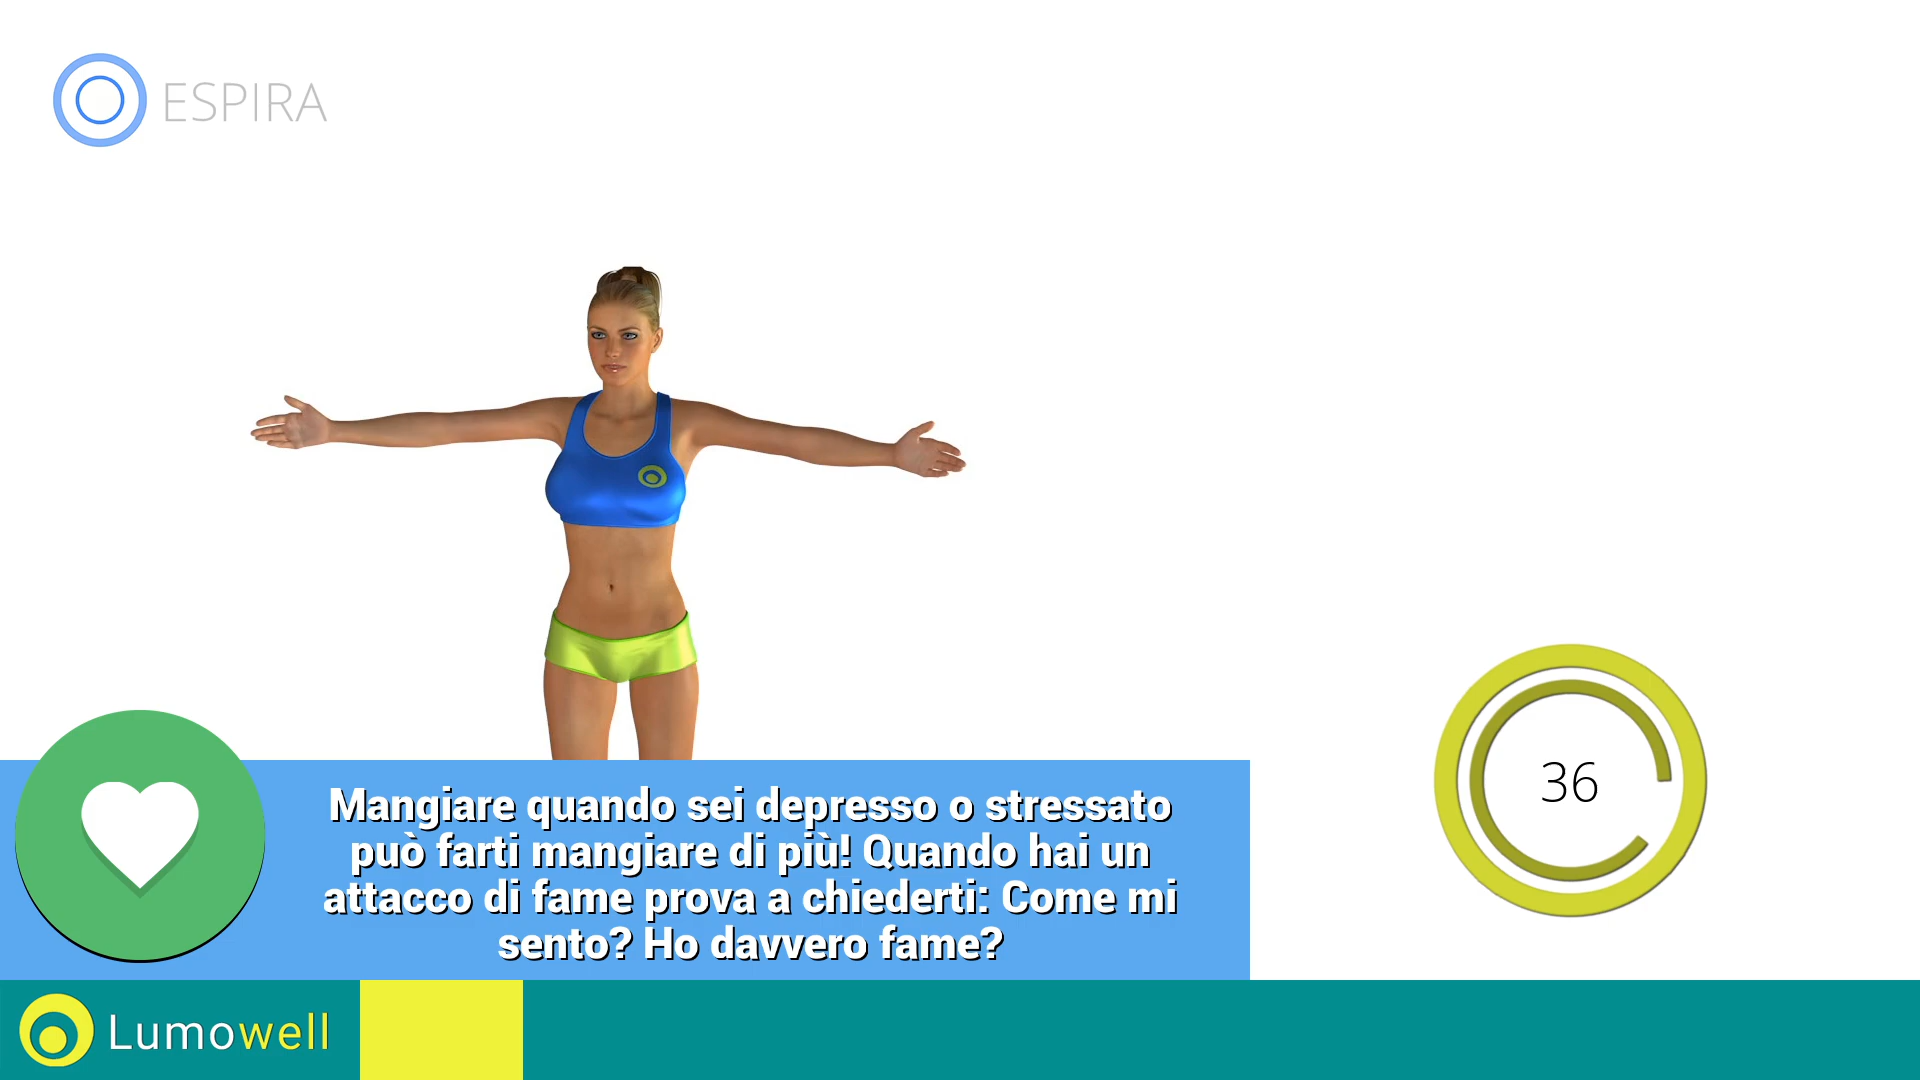 ESPIRA
36
Mangiare quando sei depresso o stressato
può farti mangiare di più! Quando hai un
attacco di fame prova a chiederti: Come mi
sento? Ho davvero fame?
Lumowell